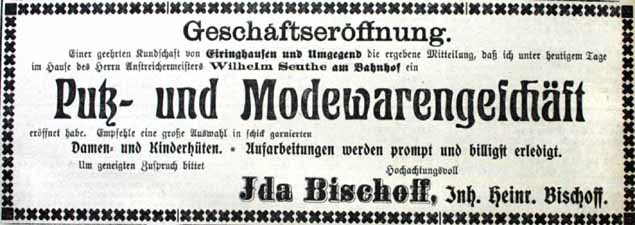 Geschäftseröffnung.
Einer geehrten Kundschaft von Eiringhausen und Umgegend die ergebene Mitteilung, daß ich unter heutigem Tage
im Hause des Herrn Anstreichermeisters Wilhelm Seuthe am Bahnhof ein
Putz- und Modewarengeschäft
eröffnet habe. Empfehle eine große Auswahl in schick garnierten
Damen- und Kinderhüten. • Aufarbeitungen werden prompt und billigst erledigt.
Um geneigten Zuspruch bittet
Hochachtungsvoll
Ida Bischoff, Inh. Heinr. Bischoff.